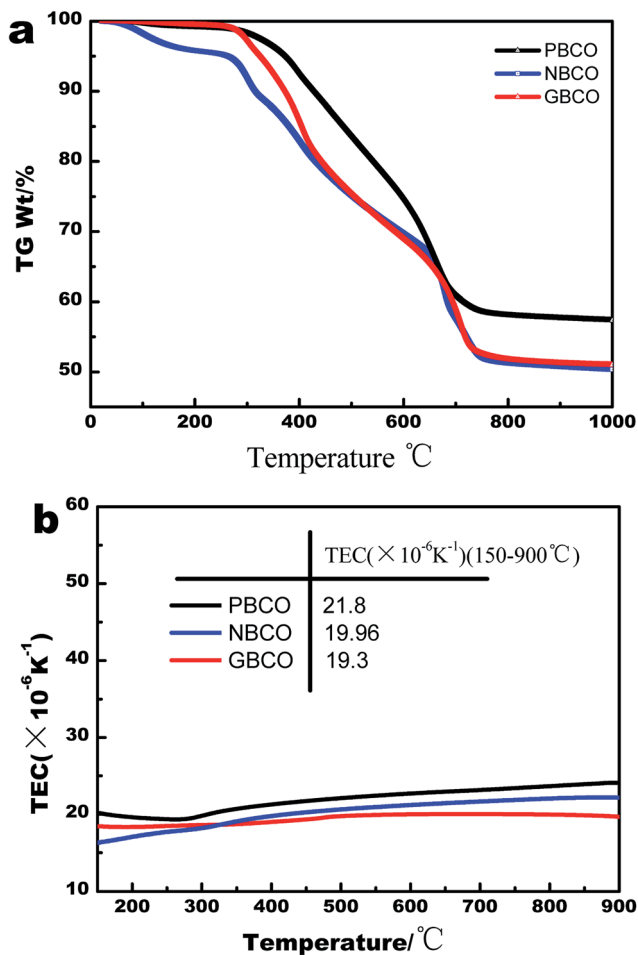 a
PBCO
NBCO
GBCO
100
90
80
70
60
50
TG Wt/%
0 200 400 600 800 1000
Temperature ℃
b
60
50
40
30
20
10
TEC(×10⁻⁶K⁻¹)
TEC(×10⁻⁶K⁻¹)(150-900℃)
PBCO 21.8
NBCO 19.96
GBCO 19.3
200 300 400 500 600 700 800 900
Temperature/℃